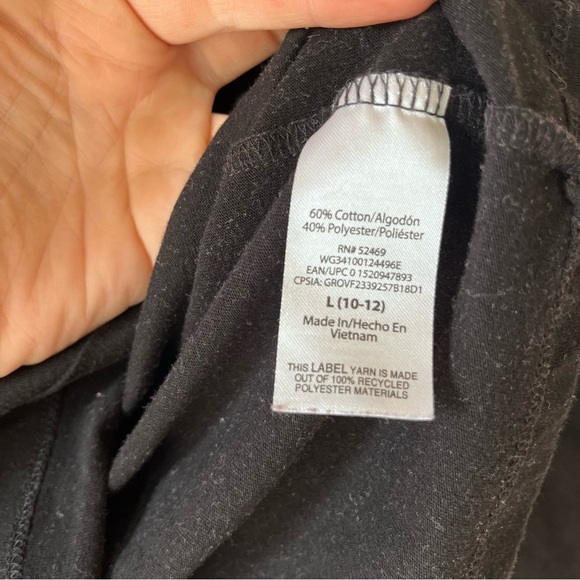 60% Cotton/Algodón
40% Polyester/Poliéster
RN# 52469
WG34100124496E
EAN/UPC 0 1520947893
CPSIA: GROVF2339257B18D1
L (10-12)
Made In/Hecho En
Vietnam
THIS LABEL YARN IS MADE
OUT OF 100% RECYCLED
POLYESTER MATERIALS